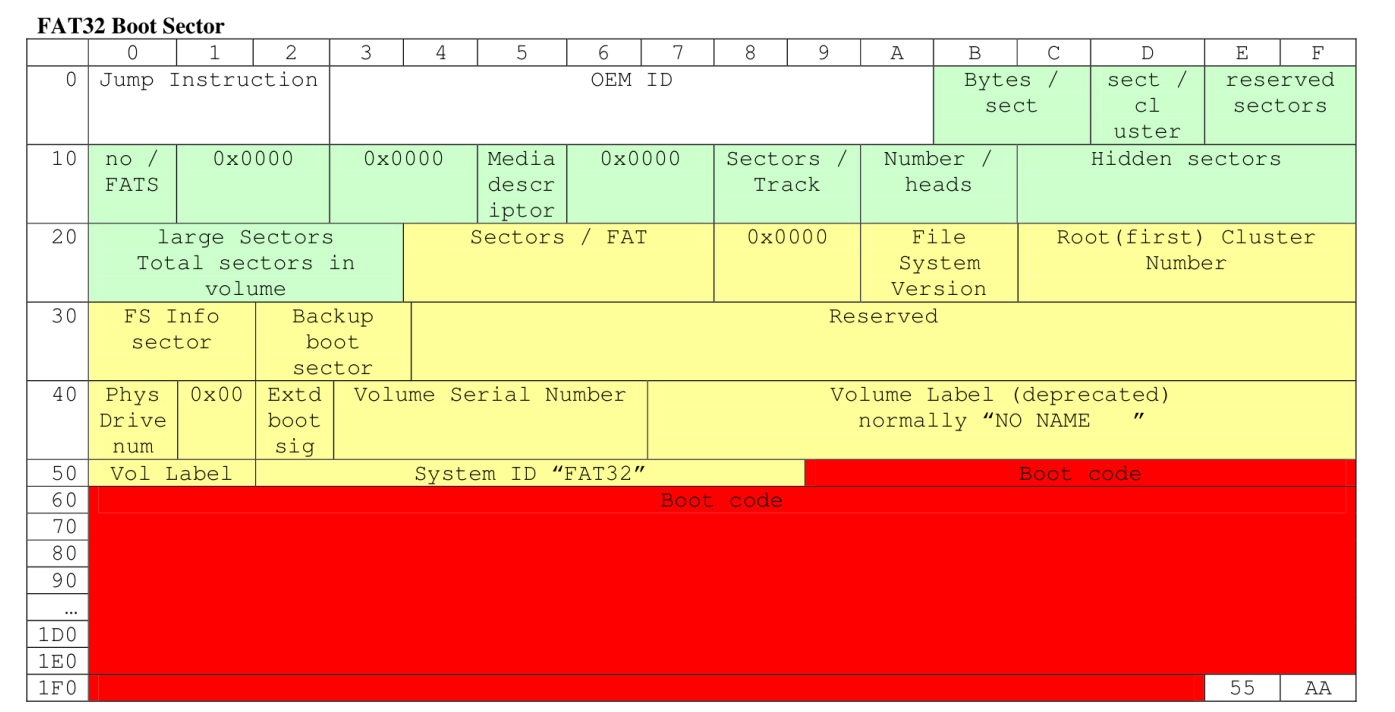 FAT32 Boot Sector
0 1 2 3 4 5 6 7 8 9 A B C D E F
0 Jump Instruction OEM ID Bytes / sect / reserved
sect cl sectors
uster
10 no / 0x0000 0x0000 Media 0x0000 Sectors / Number / Hidden sectors
FATS descr Track heads
iptor
20 large Sectors Sectors / FAT 0x0000 File Root(first) Cluster
Total sectors in System Number
volume Version
30 FS Info Backup Reserved
sector boot
sector
40 Phys 0x00 Extd Volume Serial Number Volume Label (deprecated)
Drive boot normally “NO NAME ”
num sig
50 Vol Label System ID “FAT32” Boot code
60 Boot code
70
80
90
…
1D0
1E0
1F0 55 AA